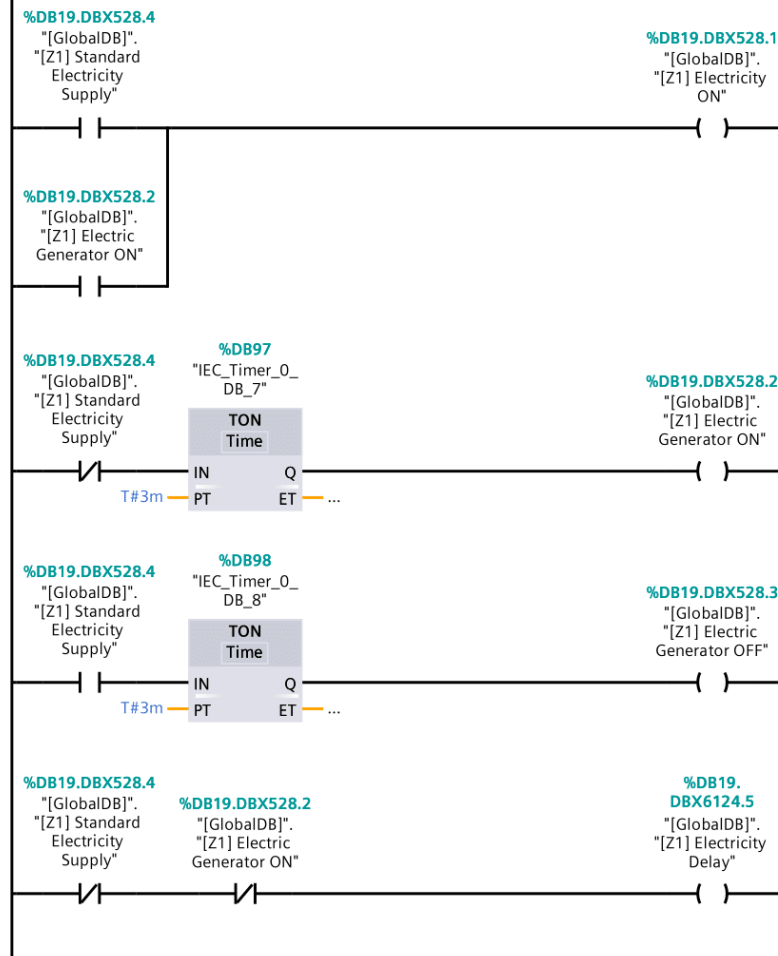 %DB19.DBX528.4
"[GlobalDB]".
"[Z1] Standard
Electricity
Supply"
%DB19.DBX528.1
"[GlobalDB]".
"[Z1] Electricity
ON"
%DB19.DBX528.2
"[GlobalDB]".
"[Z1] Electric
Generator ON"
%DB19.DBX528.4
"[GlobalDB]".
"[Z1] Standard
Electricity
Supply"
%DB97
"IEC_Timer_0_
DB_7"
TON
Time
IN Q
T#3m PT ET ...
%DB19.DBX528.2
"[GlobalDB]".
"[Z1] Electric
Generator ON"
%DB19.DBX528.4
"[GlobalDB]".
"[Z1] Standard
Electricity
Supply"
%DB98
"IEC_Timer_0_
DB_8"
TON
Time
IN Q
T#3m PT ET ...
%DB19.DBX528.3
"[GlobalDB]".
"[Z1] Electric
Generator OFF"
%DB19.DBX528.4
"[GlobalDB]".
"[Z1] Standard
Electricity
Supply"
%DB19.DBX528.2
"[GlobalDB]".
"[Z1] Electric
Generator ON"
%DB19.
DBX6124.5
"[GlobalDB]".
"[Z1] Electricity
Delay"